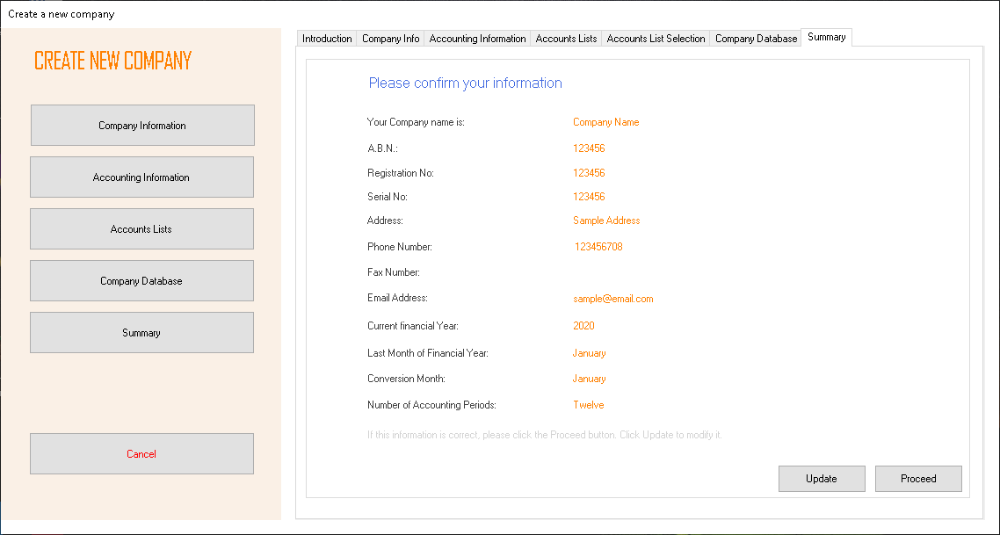 Create a new company
CREATE NEW COMPANY
Company Information
Accounting Information
Accounts Lists
Company Database
Summary
Cancel
Introduction Company Info Accounting Information Accounts Lists Accounts List Selection Company Database Summary
Please confirm your information
Your Company name is: Company Name
A.B.N.: 123456
Registration No: 123456
Serial No: 123456
Address: Sample Address
Phone Number: 123456708
Fax Number:
Email Address: sample@email.com
Current financial Year: 2020
Last Month of Financial Year: January
Conversion Month: January
Number of Accounting Periods: Twelve
If this information is correct, please click the Proceed button. Click Update to modify it.
Update Proceed